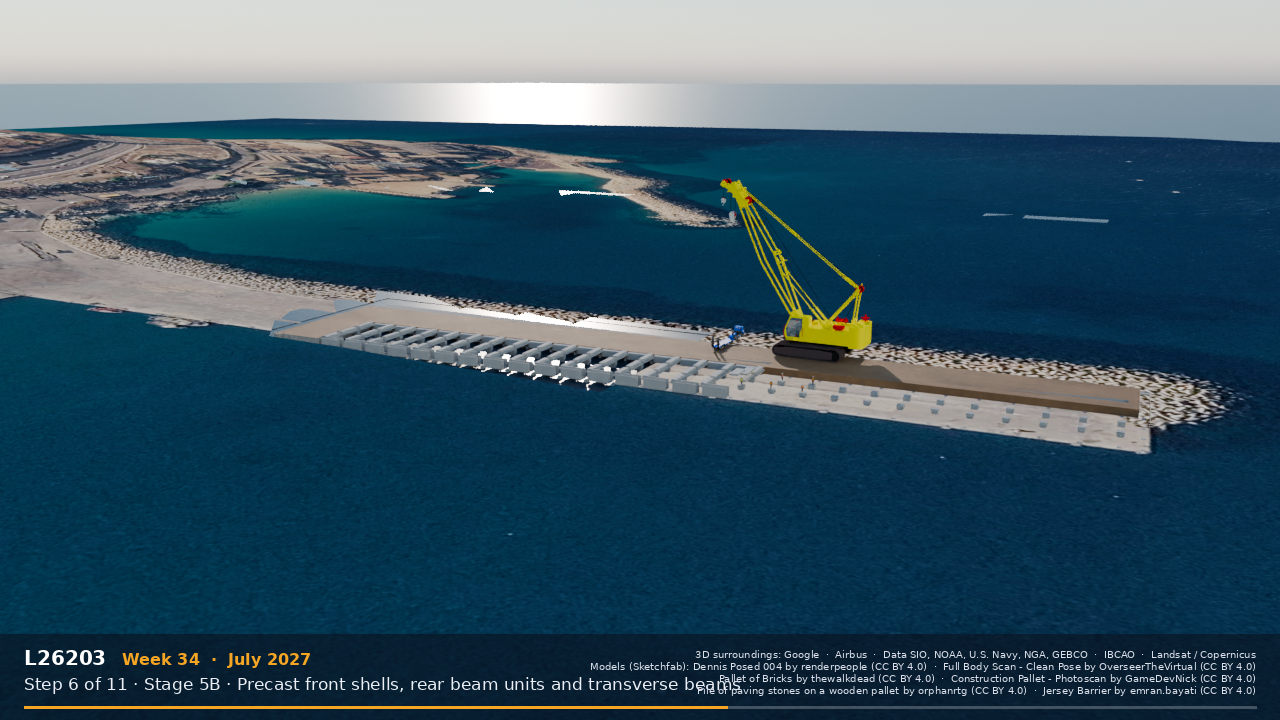 L26203 Week 34 · July 2027
Step 6 of 11 · Stage 5B · Precast front shells, rear beam units and transverse beams
3D surroundings: Google · Airbus · Data SIO, NOAA, U.S. Navy, NGA, GEBCO · IBCAO · Landsat / Copernicus
Models (Sketchfab): Dennis Posed 004 by renderpeople (CC BY 4.0) · Full Body Scan - Clean Pose by OverseerTheVirtual (CC BY 4.0)
Pallet of Bricks by thewalkdead (CC BY 4.0) · Construction Pallet - Photoscan by GameDevNick (CC BY 4.0)
Pile of paving stones on a wooden pallet by orphanrtg (CC BY 4.0) · Jersey Barrier by emran.bayati (CC BY 4.0)